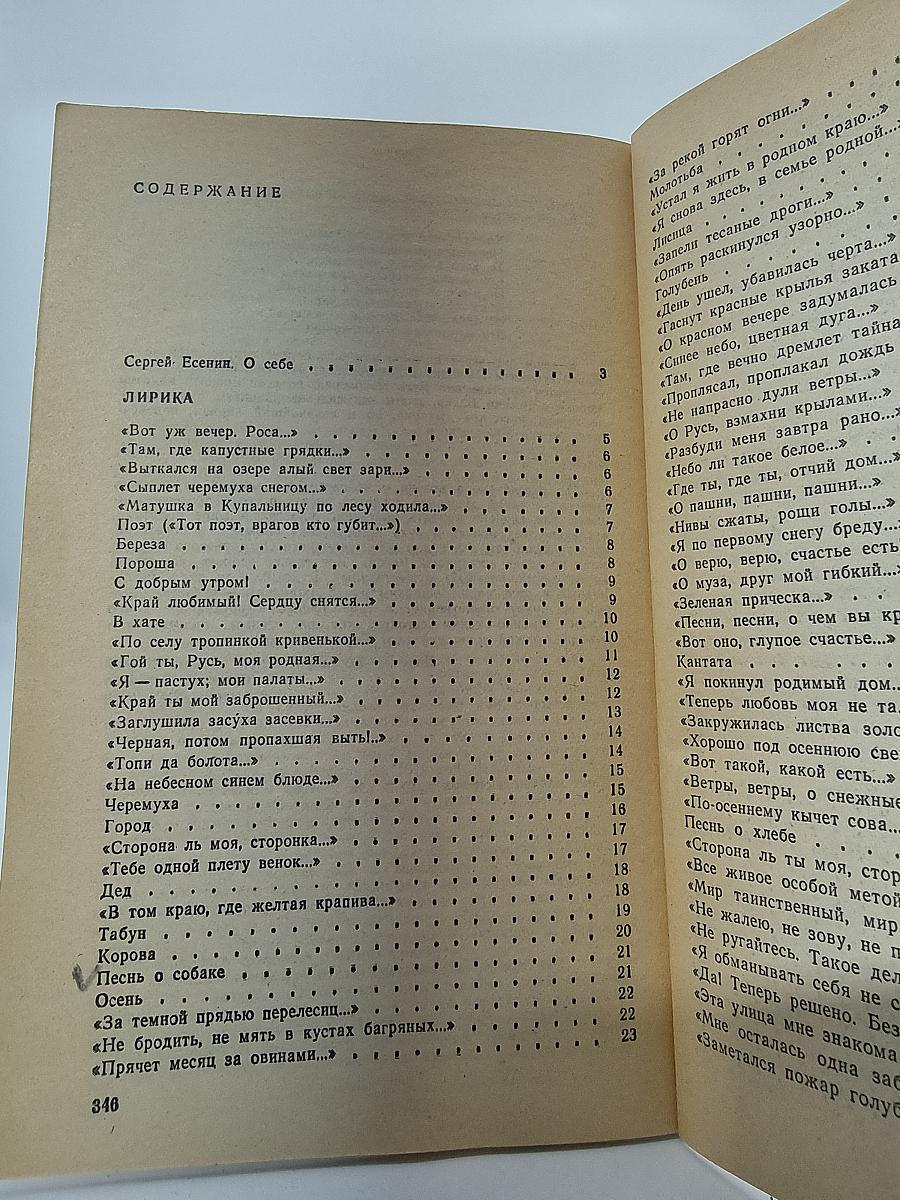 СОДЕРЖАНИЕ
Сергей Есенин. О себе . . . . . . . . . . . . . . 3
ЛИРИКА
«Вот уж вечер. Роса...» . . . . . . . . . . . . . 5
«Там, где капустные грядки...» . . . . . . . . . . 6
«Выткался на озере алый свет зари...» . . . . . . . 6
«Сыплет черемуха снегом...» . . . . . . . . . . . 6
«Матушка в Купальницу по лесу ходила...» . . . . . 7
Поэт («Тот поэт, врагов кто губит...») . . . . . . . 7
Береза . . . . . . . . . . . . . . . . . . 8
Пороша . . . . . . . . . . . . . . . . . . 8
С добрым утром! . . . . . . . . . . . . . . 9
«Край любимый! Сердцу снятся...» . . . . . . . . . 9
В хате . . . . . . . . . . . . . . . . . . 10
«По селу тропинкой кривенькой...» . . . . . . . . . 10
«Гой ты, Русь, моя родная...» . . . . . . . . . . . 11
«Я — пастух; мои палаты...» . . . . . . . . . . . 12
«Край ты мой заброшенный...» . . . . . . . . . . . 12
«Заглушила засуха засевки...» . . . . . . . . . . . 13
«Черная, потом пропахшая выть!..» . . . . . . . . . 14
«Топи да болота...» . . . . . . . . . . . . . . 14
«На небесном синем блюде...» . . . . . . . . . . . 15
Черемуха . . . . . . . . . . . . . . . . . 15
Город . . . . . . . . . . . . . . . . . . 16
«Сторона ль моя, сторонка...» . . . . . . . . . . . 17
«Тебе одной плету венок...» . . . . . . . . . . . 17
Дед . . . . . . . . . . . . . . . . . . . 18
«В том краю, где желтая крапива...» . . . . . . . . 18
Табун . . . . . . . . . . . . . . . . . . 19
Корова . . . . . . . . . . . . . . . . . . 20
Песнь о собаке . . . . . . . . . . . . . . . 21
Осень . . . . . . . . . . . . . . . . . . 21
«За темной прядью перелесиц...» . . . . . . . . . . 22
«Не бродить, не мять в кустах багряных...» . . . . . 22
«Прячет месяц за овинами...» . . . . . . . . . . . 23
346
«За рекой горят огни...» . . . .
Молотьба . . . . . . . .
«Устал я жить в родном краю...»
«Я снова здесь, в семье родной...»
Лисица . . . . . . . .
«Запели тесаные дроги...» . . .
«Опять раскинулся узорно...» . .
Голубень . . . . . . .
«День ушел, убавилась черта...»
«Гаснут красные крылья заката
«О красном вечере задумалась
«Синее небо, цветная дуга...»
«Там, где вечно дремлет тайна
«Проплясал, проплакал дождь
«Не напрасно дули ветры...»
«О Русь, взмахни крылами...»
«Разбуди меня завтра рано...»
«Небо ли такое белое...» . .
«Где ты, где ты, отчий дом...»
«О пашни, пашни, пашни...»
«Нивы сжаты, рощи голы...»
«Я по первому снегу бреду...»
«О верю, верю, счастье есть
«О муза, друг мой гибкий...»
«Зеленая прическа...» . .
«Песни, песни, о чем вы кр
«Вот оно, глупое счастье...»
Кантата . . . . . .
«Я покинул родимый дом..
«Теперь любовь моя не та.
«Закружилась листва золо
«Хорошо под осеннюю све
«Вот такой, какой есть...»
«Ветры, ветры, о снежные
«По-осеннему кычет сова...
Песнь о хлебе . . . .
«Сторона ль ты моя, стор
«Все живое особой метой
«Мир таинственный, мир
«Не жалею, не зову, не п
«Не ругайтесь. Такое дел
«Я обманывать себя не с
«Да! Теперь решено. Без
«Эта улица мне знакома
«Мне осталась одна заб
«Заметался пожар голуб